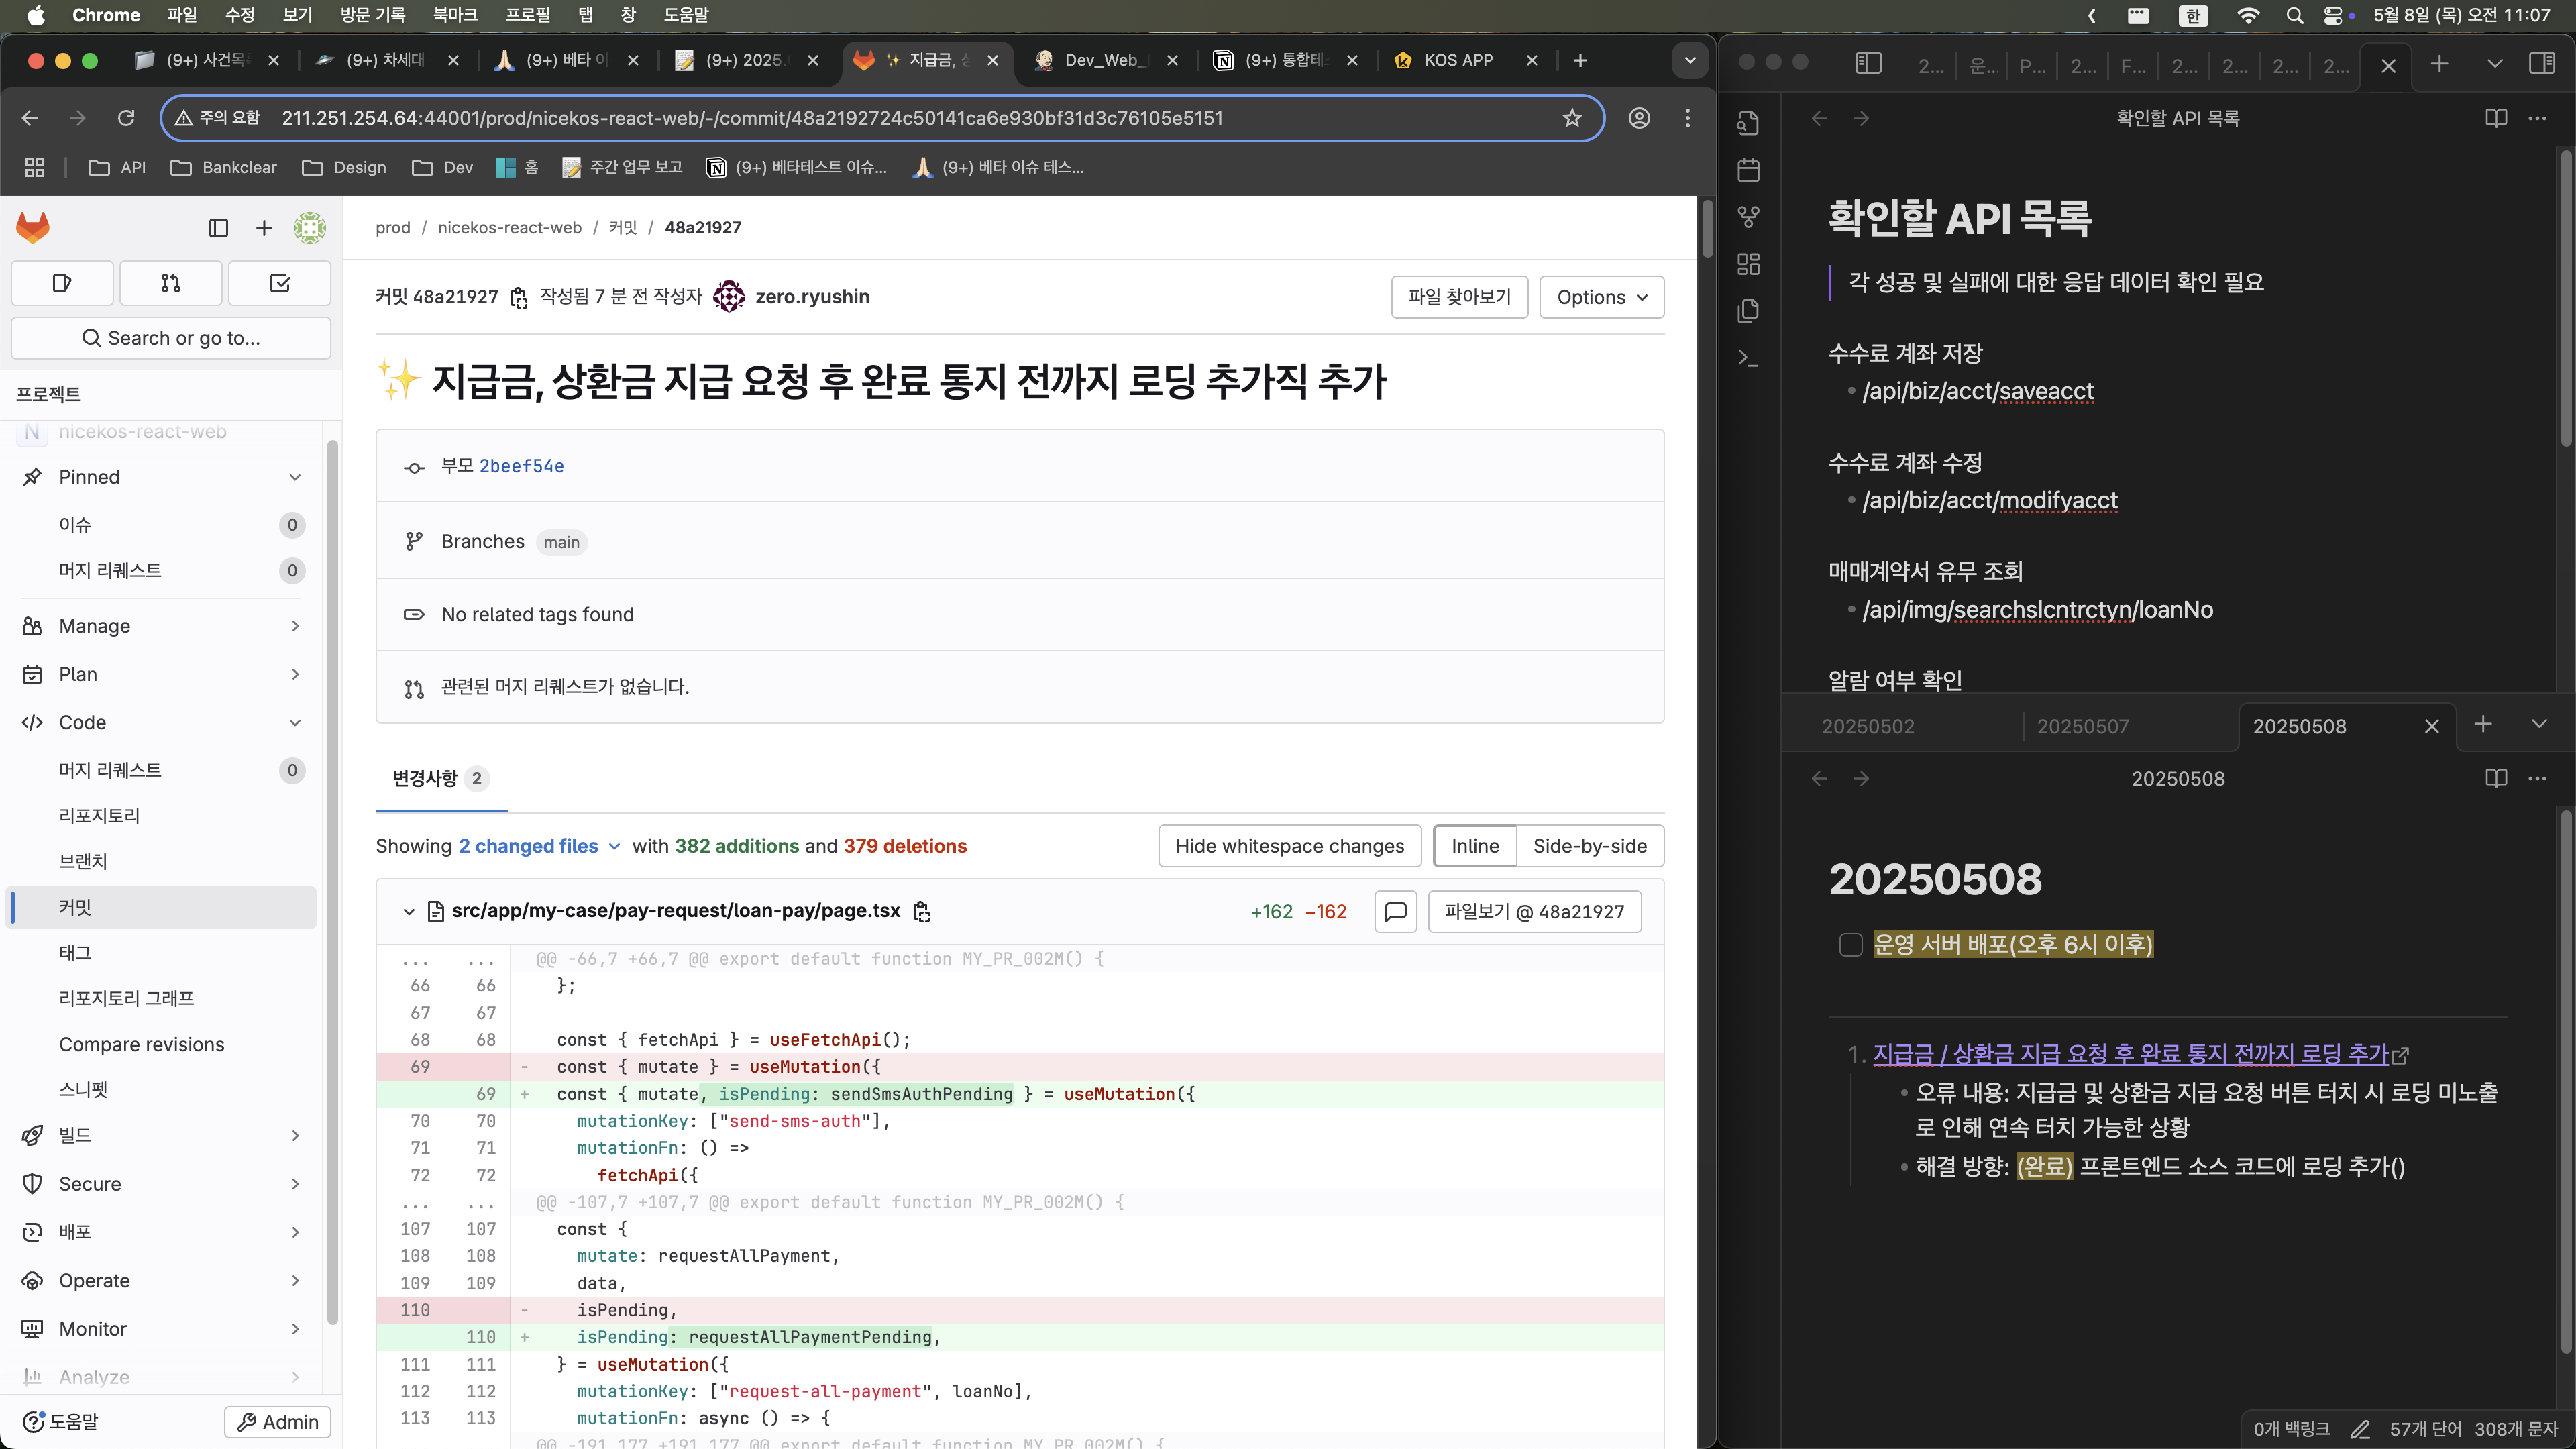 Chrome 파일 수정 보기 방문 기록 북마크 프로필 탭 창 도움말
한 5월 8일 (목) 오전 11:07
(9+) 사건목 (9+) 차세대 (9+) 베타 이 (9+) 2025. ✨ 지급금, 상 Dev_Web_ (9+) 통합테 KOS APP
주의 요함 211.251.254.64:44001/prod/nicekos-react-web/-/commit/48a2192724c50141ca6e930bf31d3c76105e5151
API Bankclear Design Dev 홈 주간 업무 보고 (9+) 베타테스트 이슈... (9+) 베타 이슈 테스...
Search or go to...
프로젝트
N nicekos-react-web
Pinned
이슈 0
머지 리퀘스트 0
Manage
Plan
Code
머지 리퀘스트 0
리포지토리
브랜치
커밋
태그
리포지토리 그래프
Compare revisions
스니펫
빌드
Secure
배포
Operate
Monitor
Analyze
도움말 Admin
prod / nicekos-react-web / 커밋 / 48a21927
커밋 48a21927 작성됨 7 분 전 작성자 zero.ryushin
파일 찾아보기 Options
✨ 지급금, 상환금 지급 요청 후 완료 통지 전까지 로딩 추가직 추가
부모 2beef54e
Branches main
No related tags found
관련된 머지 리퀘스트가 없습니다.
변경사항 2
Showing 2 changed files with 382 additions and 379 deletions
Hide whitespace changes Inline Side-by-side
src/app/my-case/pay-request/loan-pay/page.tsx +162 −162 파일보기 @ 48a21927
... ... @@ -66,7 +66,7 @@ export default function MY_PR_002M() {
66 66 };
67 67
68 68 const { fetchApi } = useFetchApi();
69 - const { mutate } = useMutation({
69 + const { mutate, isPending: sendSmsAuthPending } = useMutation({
70 70 mutationKey: ["send-sms-auth"],
71 71 mutationFn: () =>
72 72 fetchApi({
... ... @@ -107,7 +107,7 @@ export default function MY_PR_002M() {
107 107 const {
108 108 mutate: requestAllPayment,
109 109 data,
110 - isPending,
110 + isPending: requestAllPaymentPending,
111 111 } = useMutation({
112 112 mutationKey: ["request-all-payment", loanNo],
113 113 mutationFn: async () => {
@@ -191,177 +191,177 @@ export default function MY_PR_002M() {
2... 운... P... 2... F... 2... 2... 2... 2...
확인할 API 목록
확인할 API 목록
각 성공 및 실패에 대한 응답 데이터 확인 필요
수수료 계좌 저장
• /api/biz/acct/saveacct
수수료 계좌 수정
• /api/biz/acct/modifyacct
매매계약서 유무 조회
• /api/img/searchslcntrctyn/loanNo
알람 여부 확인
20250502 20250507 20250508
20250508
20250508
운영 서버 배포(오후 6시 이후)
1. 지급금 / 상환금 지급 요청 후 완료 통지 전까지 로딩 추가
• 오류 내용: 지급금 및 상환금 지급 요청 버튼 터치 시 로딩 미노출
로 인해 연속 터치 가능한 상황
• 해결 방향: (완료) 프론트엔드 소스 코드에 로딩 추가()
0개 백링크 57개 단어 308개 문자